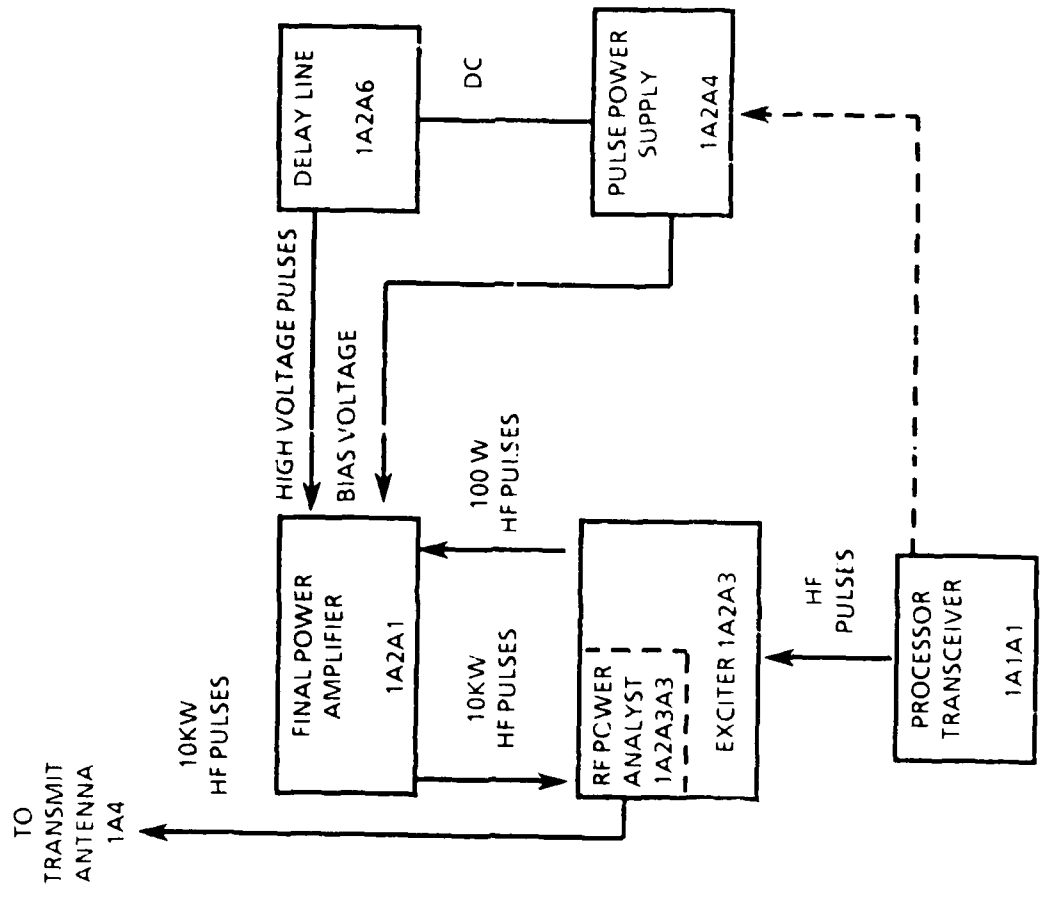 TO
TRANSMIT
ANTENNA
1A4
10KW
HF PULSES
FINAL POWER
AMPLIFIER
1A2A1
HIGH VOLTAGE PULSES
BIAS VOLTAGE
DELAY LINE
1A2A6
DC
10KW
HF PULSES
100 W
HF PULSES
RF POWER
ANALYST
1A2A3A3
EXCITER 1A2A3
PULSE POWER
SUPPLY
1A2A4
HF
PULSES
PROCESSOR
TRANSCEIVER
1A1A1